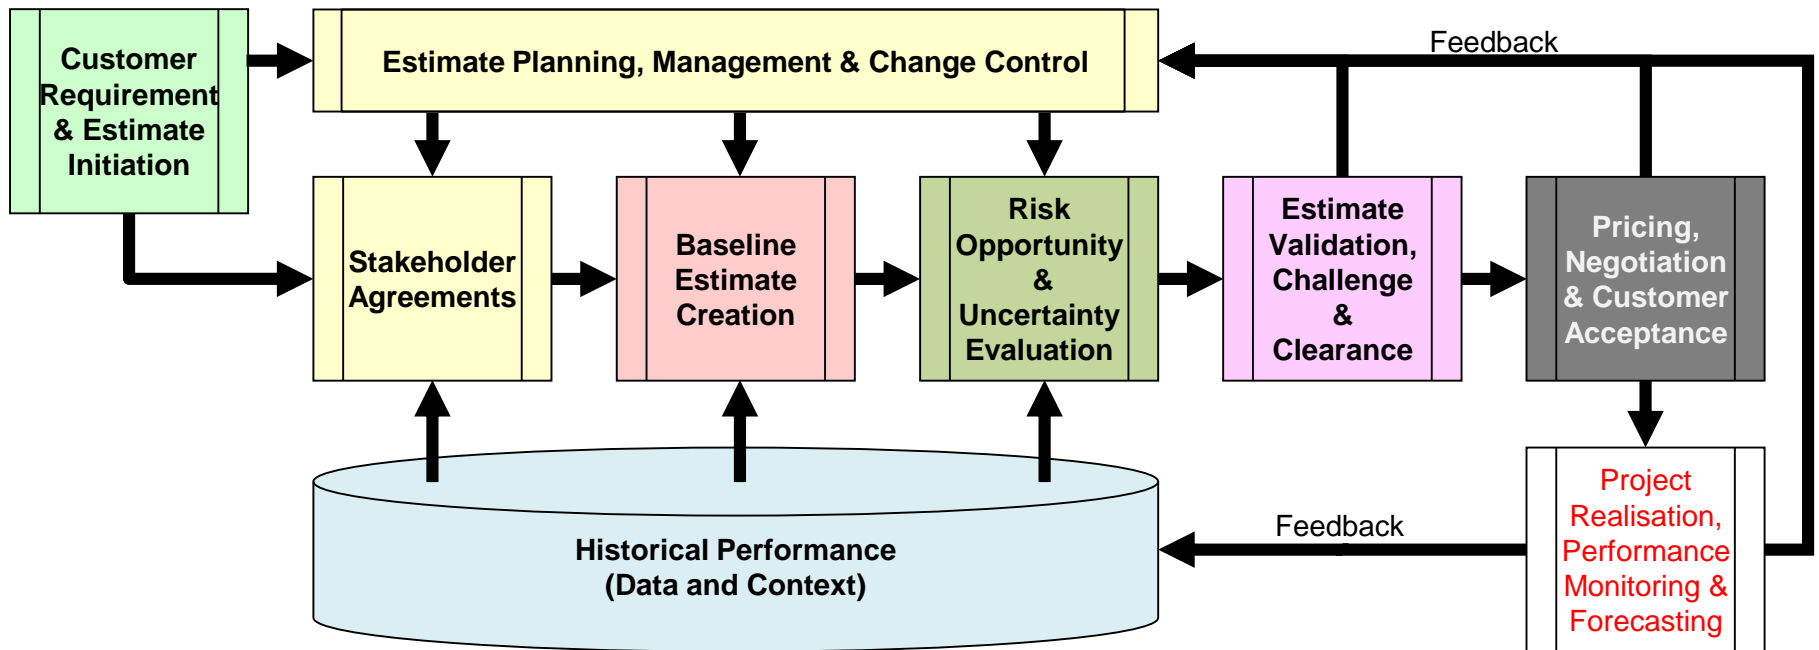 Customer
Requirement
& Estimate
Initiation
Estimate Planning, Management & Change Control
Feedback
Stakeholder
Agreements
Baseline
Estimate
Creation
Risk
Opportunity
&
Uncertainty
Evaluation
Estimate
Validation,
Challenge
&
Clearance
Pricing,
Negotiation
& Customer
Acceptance
Historical Performance
(Data and Context)
Feedback
Project
Realisation,
Performance
Monitoring &
Forecasting